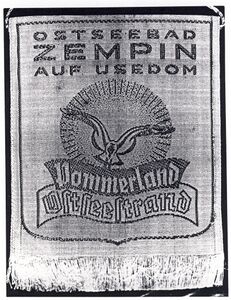 OSTSEEBAD
ZEMPIN
AUF USEDOM
Pommerland
Ostseestrand